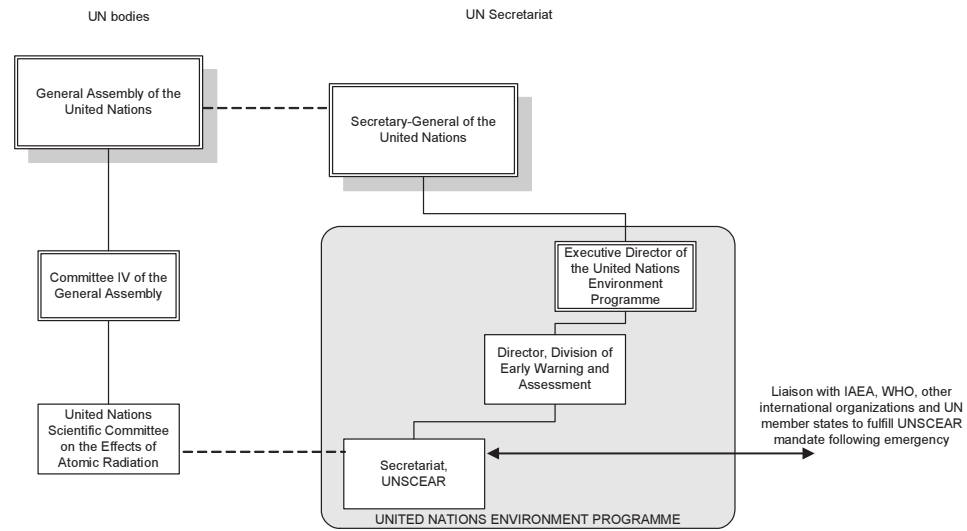 UN bodies
UN Secretariat
General Assembly of the
United Nations
Secretary-General of the
United Nations
Committee IV of the
General Assembly
Executive Director of
the United Nations
Environment
Programme
Director, Division of
Early Warning and
Assessment
United Nations
Scientific Committee
on the Effects of
Atomic Radiation
Secretariat,
UNSCEAR
Liaison with IAEA, WHO, other
international organizations and UN
member states to fulfill UNSCEAR
mandate following emergency
UNITED NATIONS ENVIRONMENT PROGRAMME